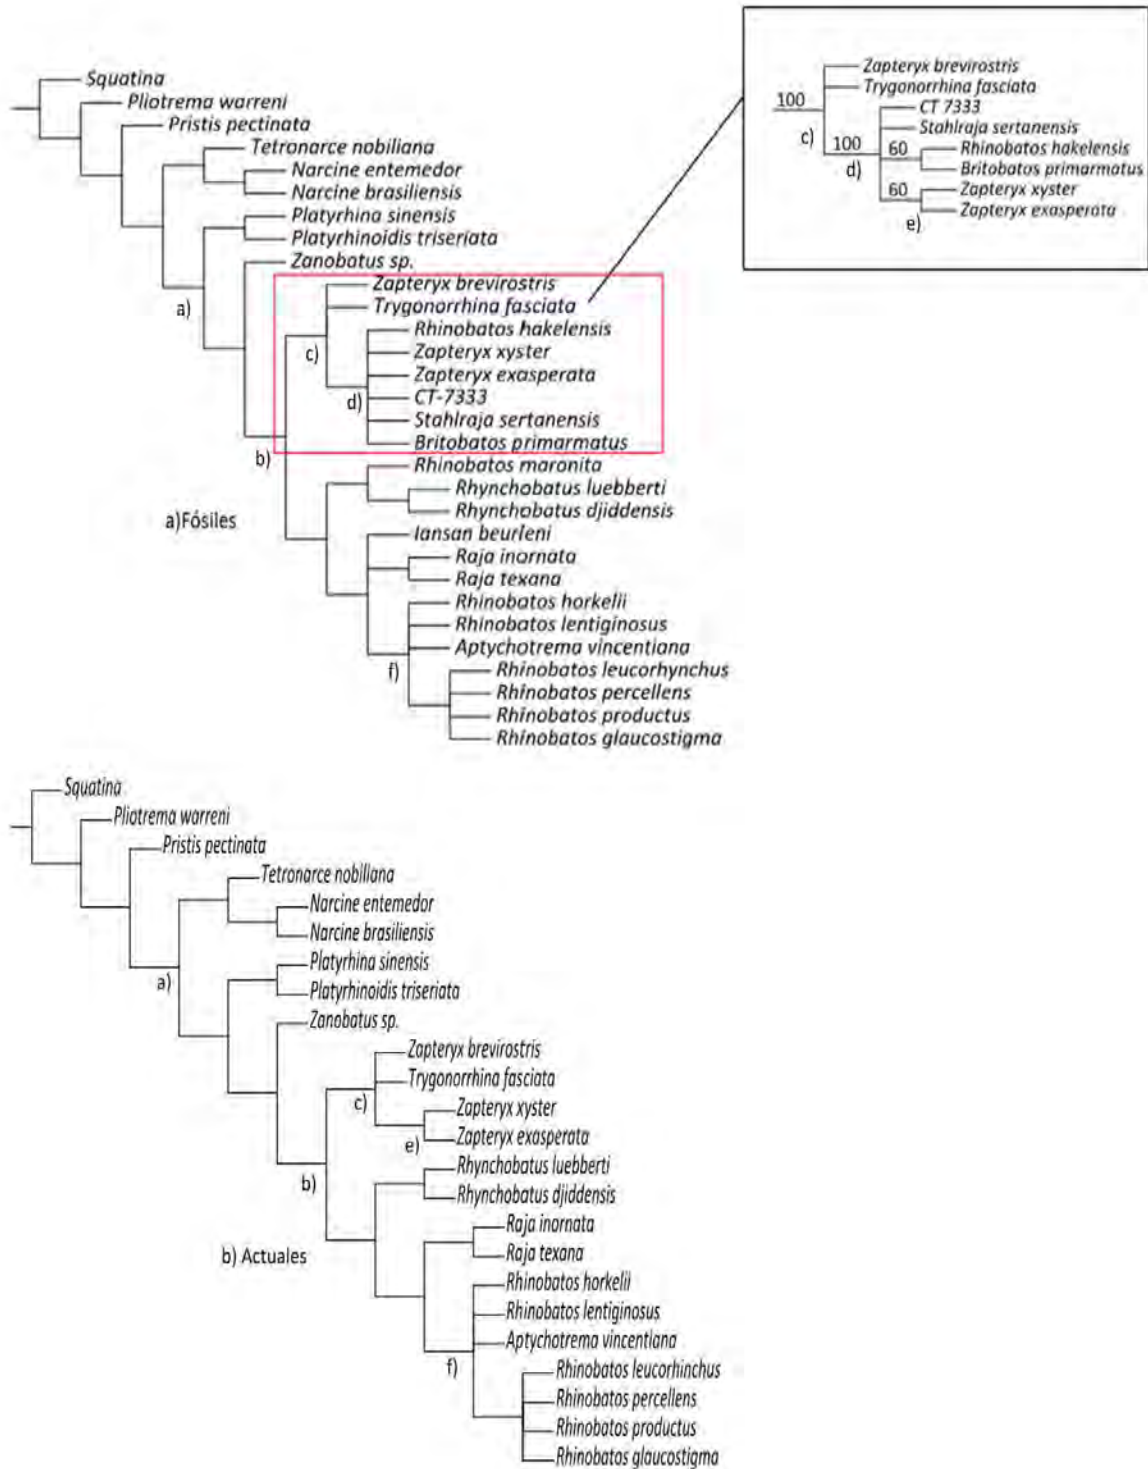 Squatina
Pliotrema warreni
Pristis pectinata
Tetronarce nobiliana
Narcine entemedor
Narcine brasiliensis
Platyrhina sinensis
Platyrhinoidis triseriata
Zanobatus sp.
a)
Zapteryx brevirostris
Trygonorrhina fasciata
Rhinobatos hakelensis
c)
Zapteryx xyster
Zapteryx exasperata
d)
CT-7333
Stahlraja sertanensis
Britobatos primarmatus
b)
Rhinobatos maronita
Rhynchobatus luebberti
Rhynchobatus djiddensis
a)Fósiles
Iansan beurleni
Raja inornata
Raja texana
Rhinobatos horkelii
Rhinobatos lentiginosus
Aptychotrema vincentiana
f)
Rhinobatos leucorhynchus
Rhinobatos percellens
Rhinobatos productus
Rhinobatos glaucostigma
Zapteryx brevirostris
Trygonorrhina fasciata
100
CT 7333
c)
Stahlraja sertanensis
100
60
Rhinobatos hakelensis
d)
Britobatos primarmatus
60
Zapteryx xyster
e)
Zapteryx exasperata
Squatina
Pliotrema warreni
Pristis pectinata
Tetronarce nobiliana
Narcine entemedor
Narcine brasiliensis
Platyrhina sinensis
a)
Platyrhinoidis triseriata
Zanobatus sp.
Zapteryx brevirostris
Trygonorrhina fasciata
c)
Zapteryx xyster
e)
Zapteryx exasperata
Rhynchobatus luebberti
b)
Rhynchobatus djiddensis
Raja inornata
b) Actuales
Raja texana
Rhinobatos horkelii
Rhinobatos lentiginosus
Aptychotrema vincentiana
f)
Rhinobatos leucorhinchus
Rhinobatos percellens
Rhinobatos productus
Rhinobatos glaucostigma